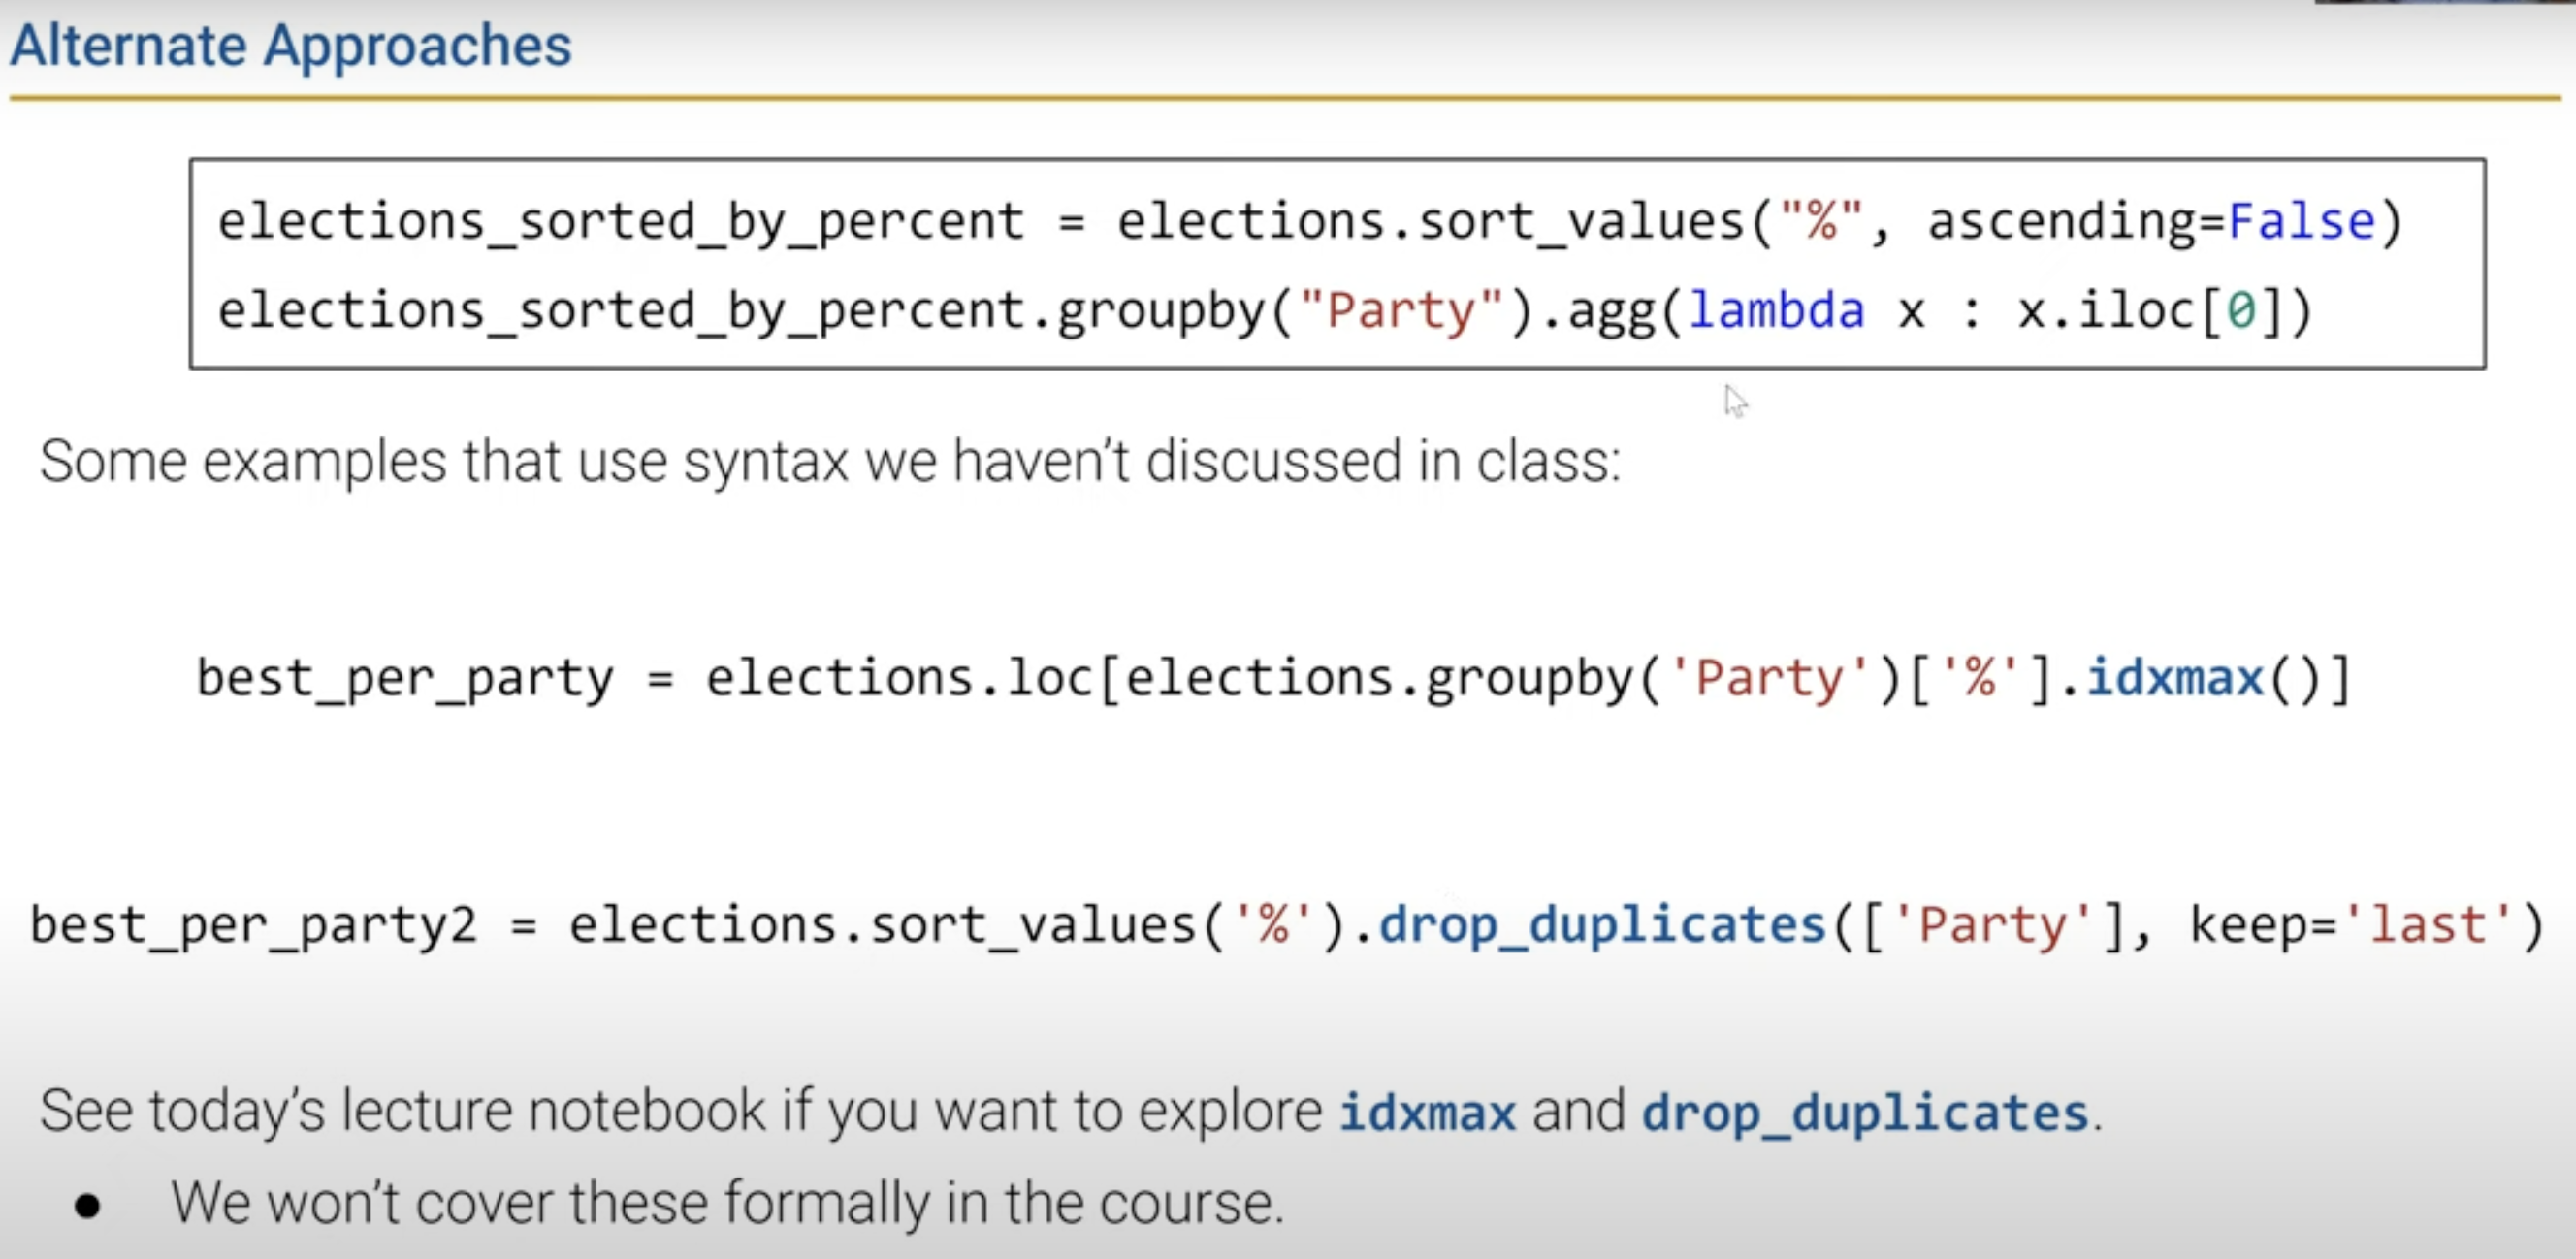 Alternate Approaches
elections_sorted_by_percent = elections.sort_values("%", ascending=False)
elections_sorted_by_percent.groupby("Party").agg(lambda x : x.iloc[0])
Some examples that use syntax we haven’t discussed in class:
best_per_party = elections.loc[elections.groupby('Party')['%'].idxmax()]
best_per_party2 = elections.sort_values('%').drop_duplicates(['Party'], keep='last')
See today’s lecture notebook if you want to explore idxmax and drop_duplicates.
● We won’t cover these formally in the course.